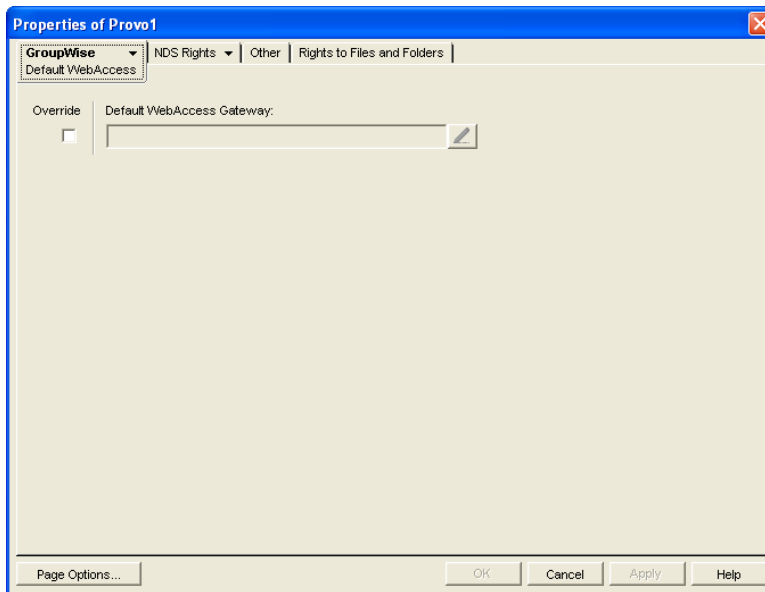 Properties of Provo1
GroupWise NDS Rights Other Rights to Files and Folders
Default WebAccess
Override Default WebAccess Gateway:
Page Options... OK Cancel Apply Help